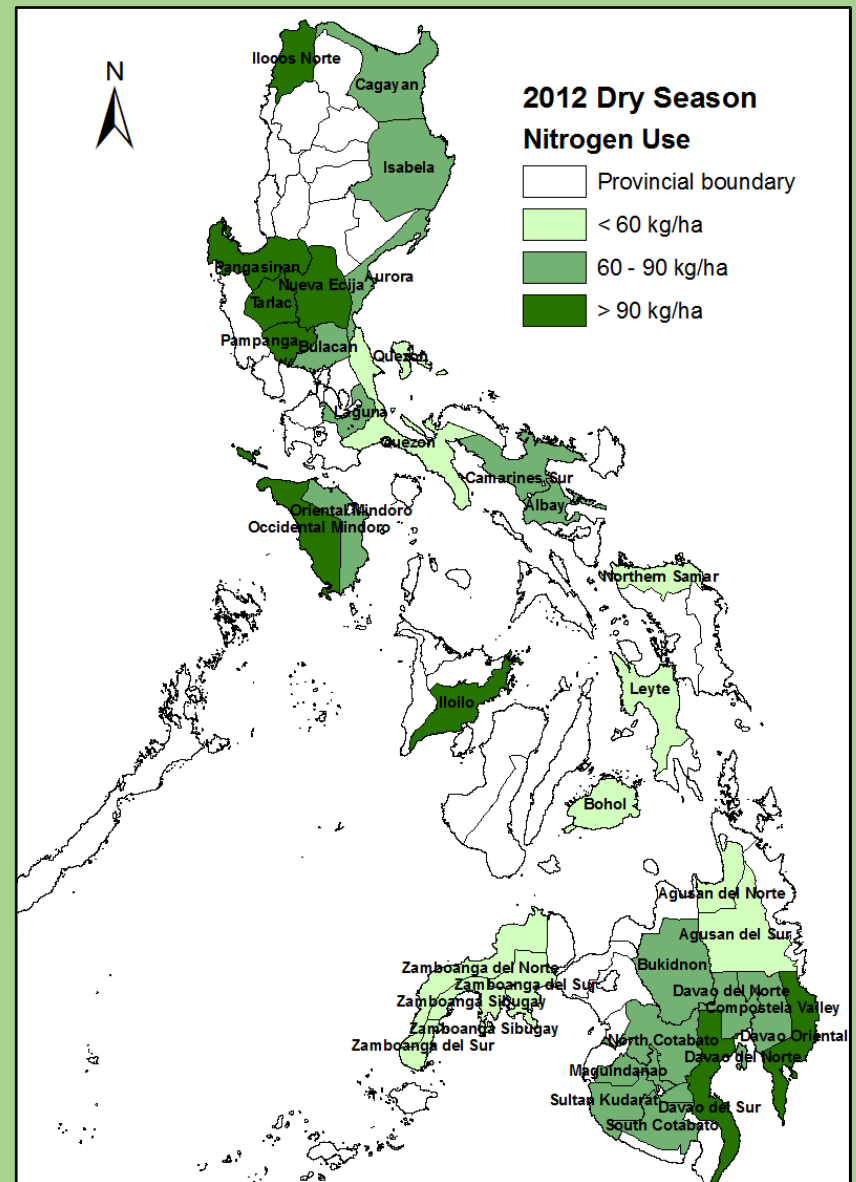 Ilocos Norte
N
Cagayan
2012 Dry Season
Nitrogen Use
Isabela
Provincial boundary
< 60 kg/ha
60 - 90 kg/ha
> 90 kg/ha
Pangasinan
Aurora
Nueva Ecija
Tarlac
Pampanga
Bulacan
Quezon
Laguna
Quezon
Camarines Sur
Albay
Oriental Mindoro
Occidental Mindoro
Northern Samar
Leyte
Iloilo
Bohol
Agusan del Norte
Agusan del Sur
Bukidnon
Zamboanga del Norte
Zamboanga del Sur
Davao del Norte
Zamboanga Sibugay
Compostela Valley
Zamboanga Sibugay
Davao Oriental
North Cotabato
Zamboanga del Sur
Davao del Norte
Maguindanao
Sultan Kudarat
Davao del Sur
South Cotabato